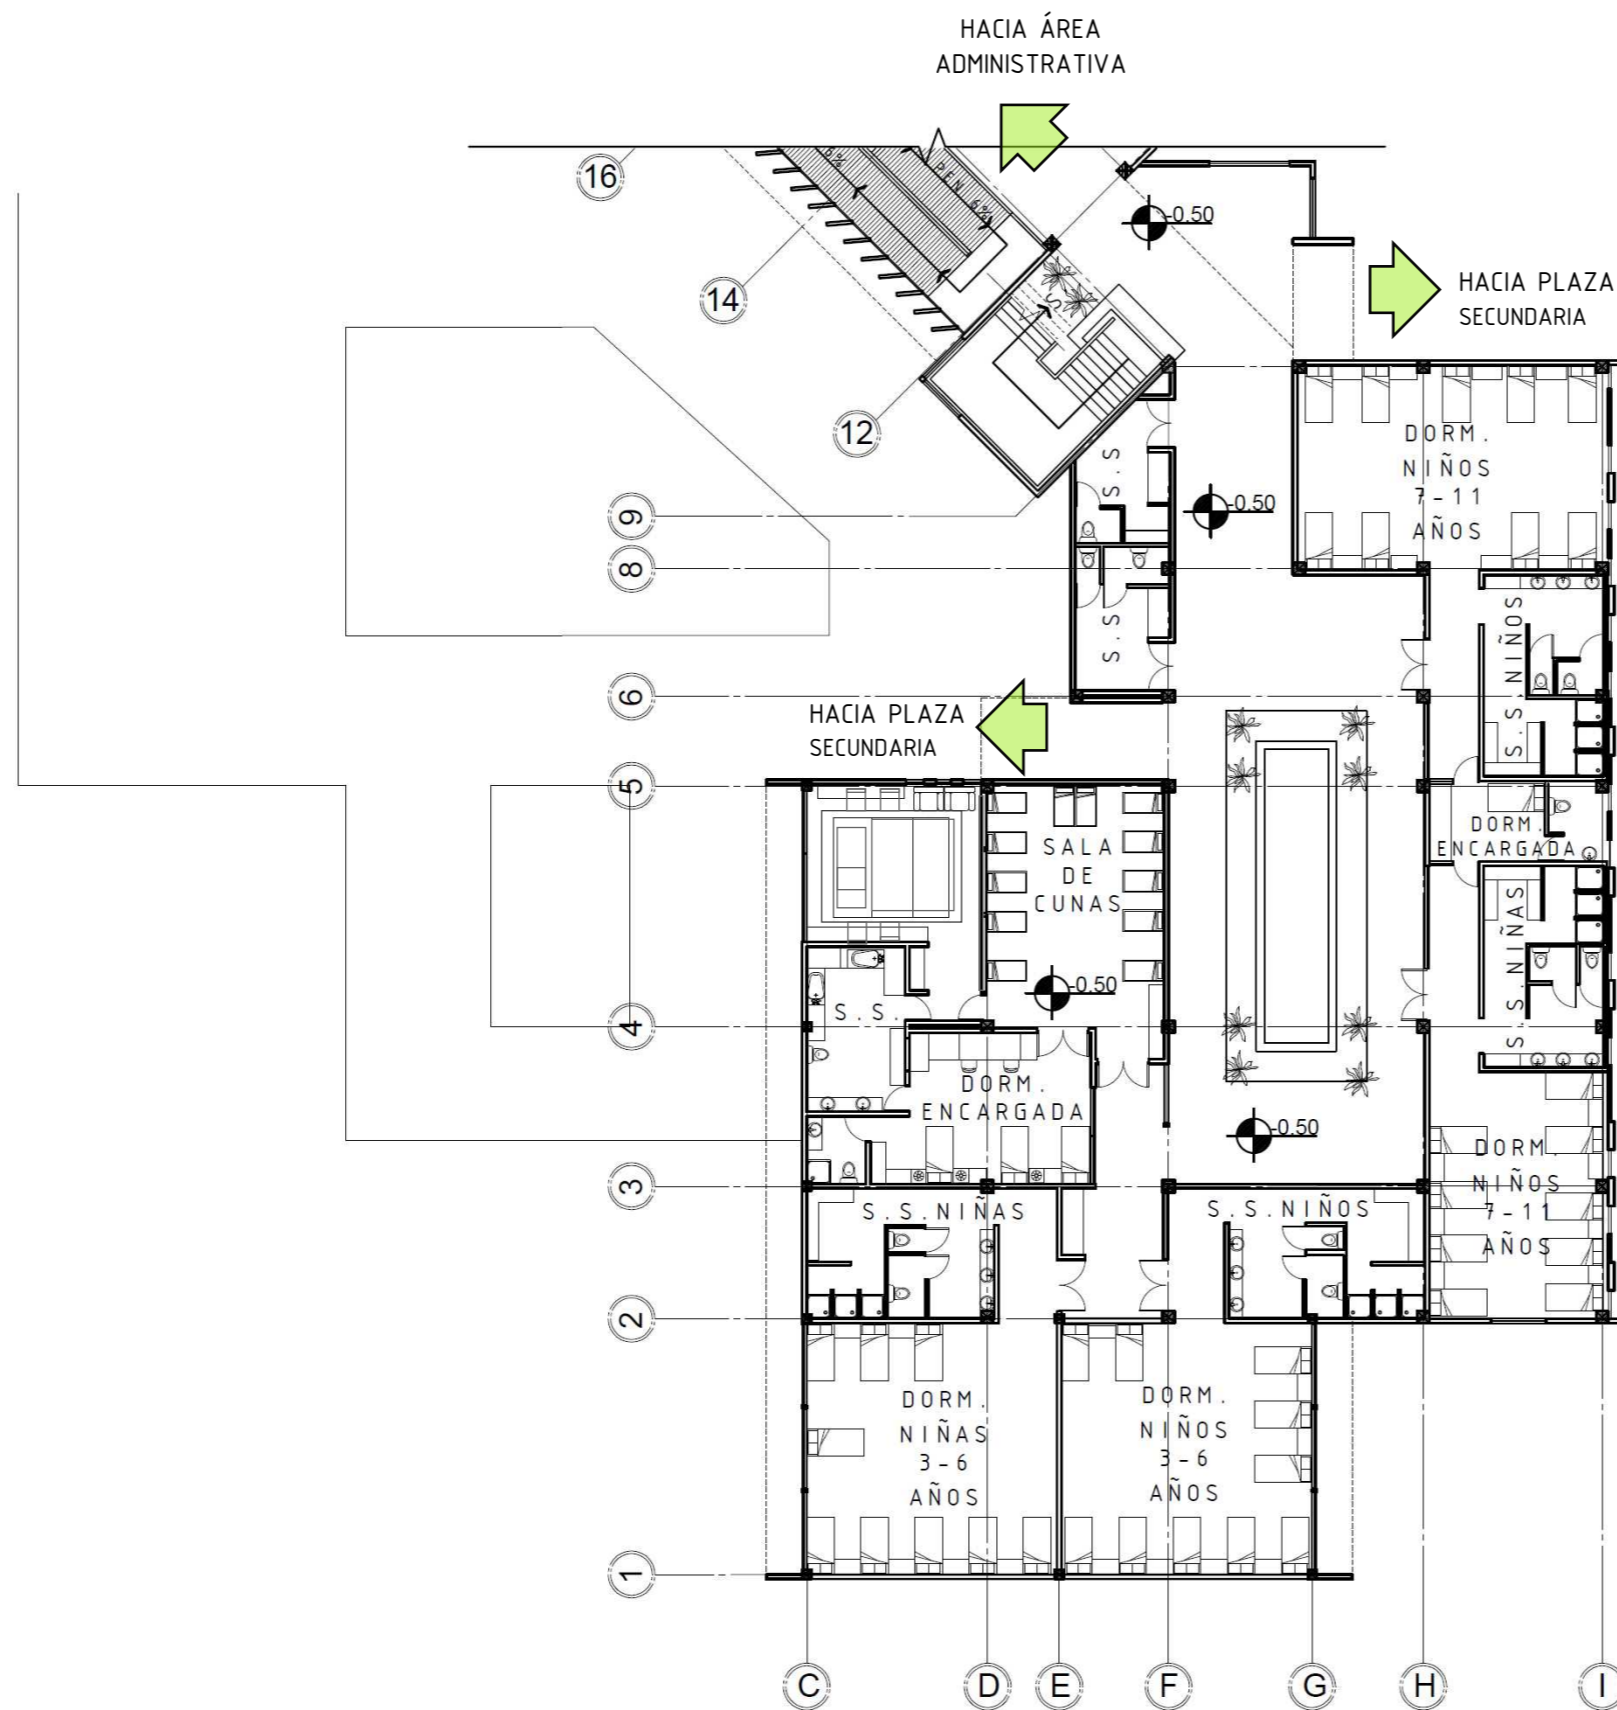 HACIA ÁREA
ADMINISTRATIVA
16
6%
PEN 6%
-0.50
14
HACIA PLAZA
SECUNDARIA
S
12
DORM.
NIÑOS
7-11
AÑOS
S.S
-0.50
9
8
S.S
S.S.NIÑOS
6
HACIA PLAZA
SECUNDARIA
5
SALA
DE
CUNAS
DORM.
ENCARGADA
-0.50
S.S.
S.S.NIÑAS
4
DORM.
ENCARGADA
-0.50
DORM.
NIÑOS
7-11
AÑOS
3
S.S.NIÑAS
S.S.NIÑOS
2
DORM.
NIÑAS
3-6
AÑOS
DORM.
NIÑOS
3-6
AÑOS
1
C D E F G H I